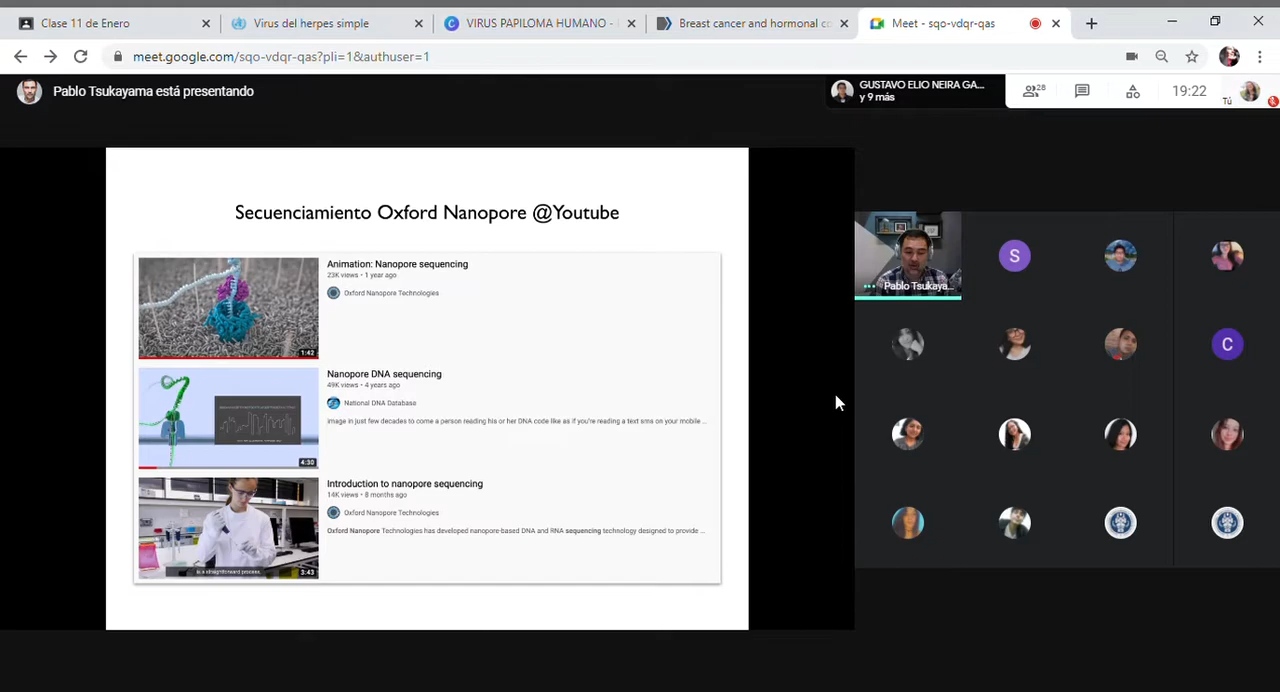 Clase 11 de Enero
Virus del herpes simple
VIRUS PAPILOMA HUMANO -
Breast cancer and hormonal co
Meet - sqo-vdqr-qas
meet.google.com/sqo-vdqr-qas?pli=1&authuser=1
Pablo Tsukayama está presentando
GUSTAVO ELIO NEIRA GA...
y 9 más
28
19:22
Tú
Secuenciamiento Oxford Nanopore @Youtube
Animation: Nanopore sequencing
23K views • 1 year ago
Oxford Nanopore Technologies
1:42
Nanopore DNA sequencing
49K views • 4 years ago
National DNA Database
image in just few decades to come a person reading his or her DNA code like as if you're reading a text sms on your mobile ...
4:30
Introduction to nanopore sequencing
14K views • 8 months ago
Oxford Nanopore Technologies
Oxford Nanopore Technologies has developed nanopore-based DNA and RNA sequencing technology designed to provide ...
is a straightforward process.
3:43
Pablo Tsukaya...
S
C